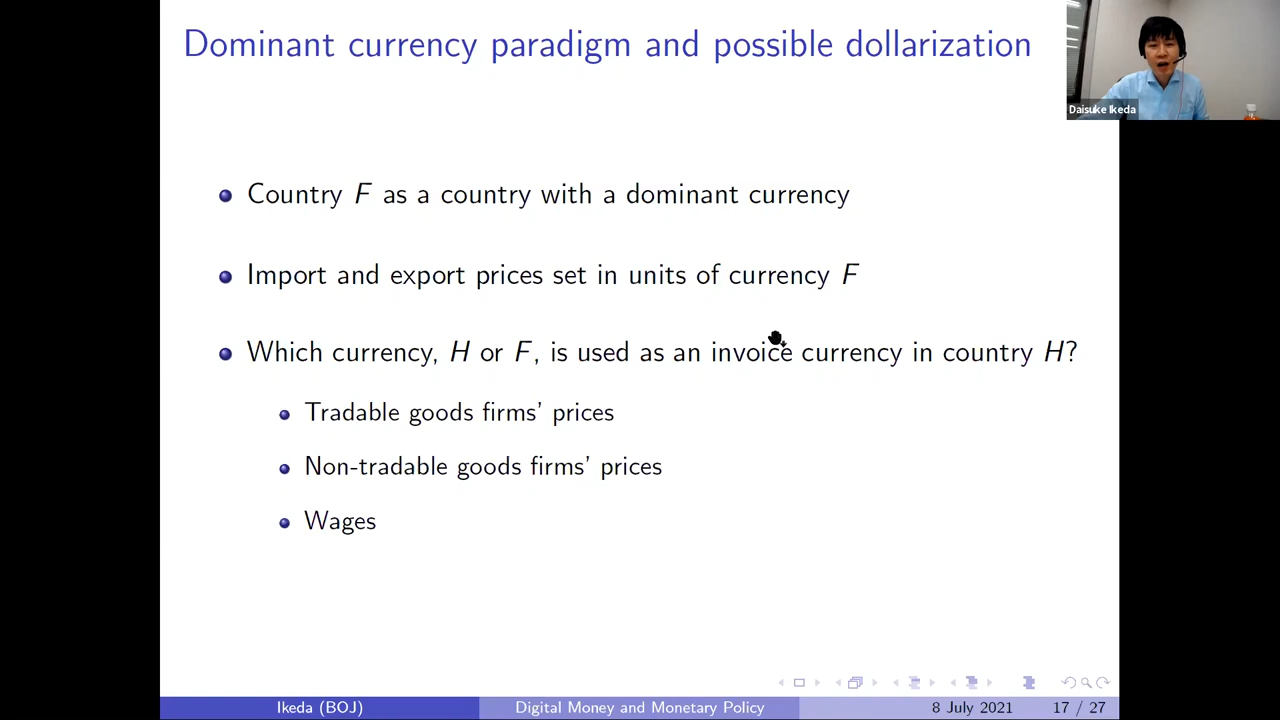 Dominant currency paradigm and possible dollarization
Daisuke Ikeda
Country F as a country with a dominant currency
Import and export prices set in units of currency F
Which currency, H or F, is used as an invoice currency in country H?
Tradable goods firms' prices
Non-tradable goods firms' prices
Wages
Ikeda (BOJ)
Digital Money and Monetary Policy
8 July 2021
17 / 27